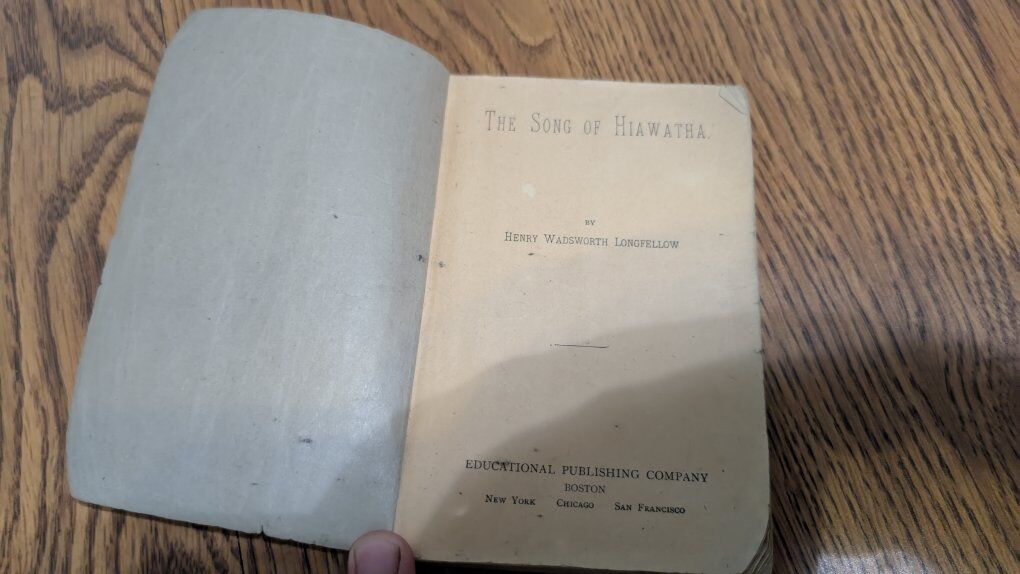 THE SONG OF HIAWATHA.
BY
HENRY WADSWORTH LONGFELLOW
EDUCATIONAL PUBLISHING COMPANY
BOSTON
NEW YORK CHICAGO SAN FRANCISCO